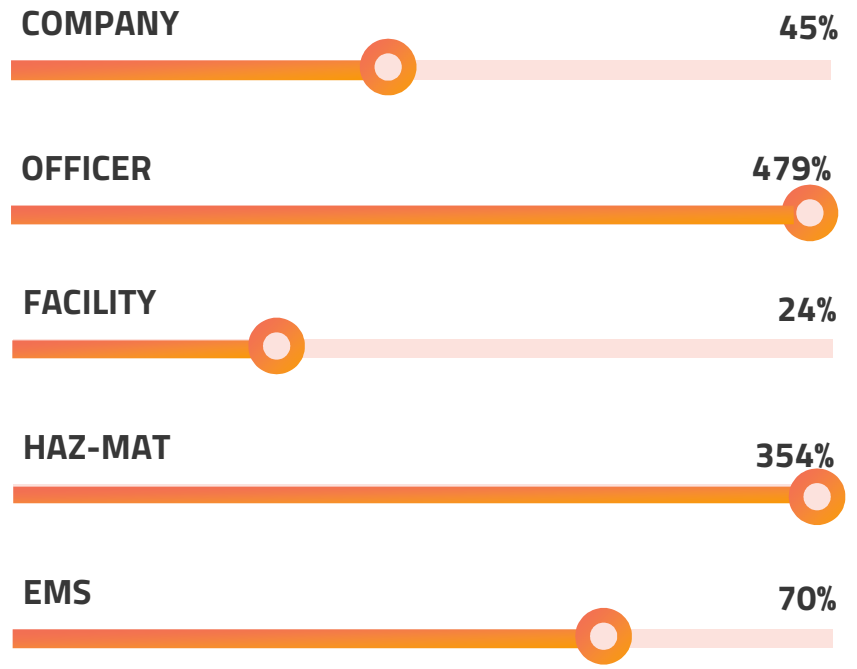 COMPANY
45%
OFFICER
479%
FACILITY
24%
HAZ-MAT
354%
EMS
70%